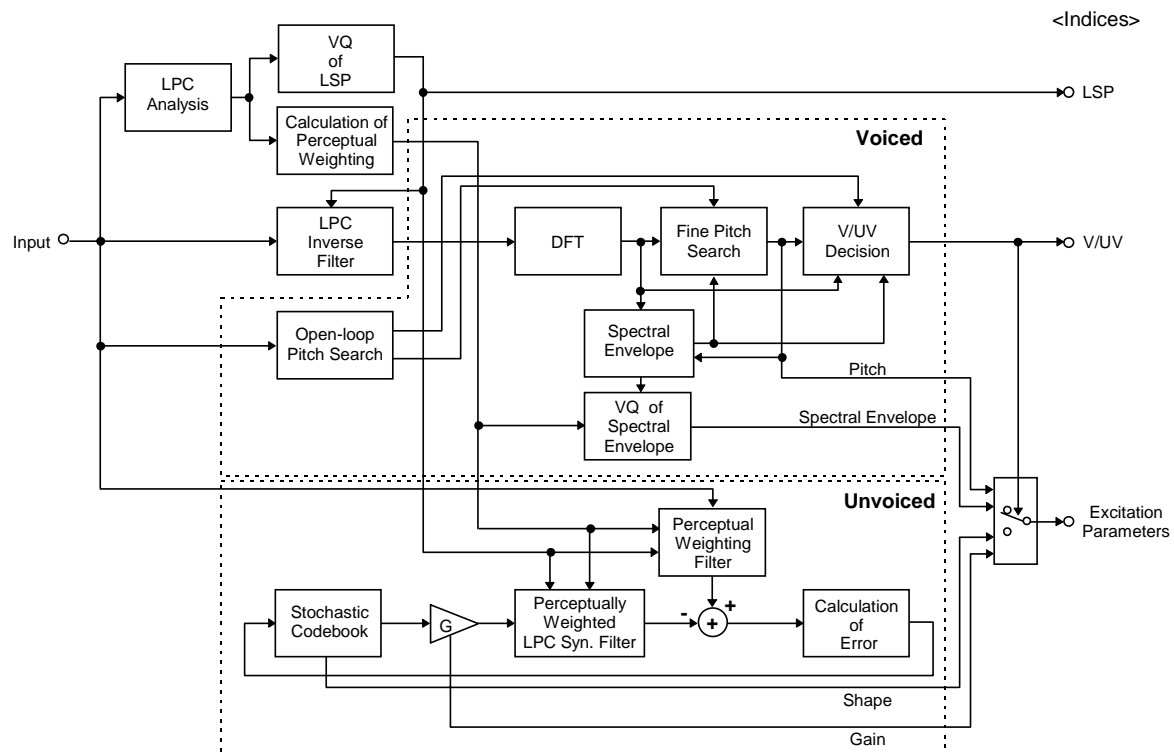 <Indices>
VQ
of
LSP
LPC
Analysis
LSP
Calculation of
Perceptual
Weighting
Voiced
Input
LPC
Inverse
Filter
DFT
Fine Pitch
Search
V/UV
Decision
V/UV
Open-loop
Pitch Search
Spectral
Envelope
Pitch
VQ of
Spectral
Envelope
Spectral Envelope
Unvoiced
Perceptual
Weighting
Filter
Excitation
Parameters
Stochastic
Codebook
G
Perceptually
Weighted
LPC Syn. Filter
-
+
+
Calculation
of
Error
Shape
Gain